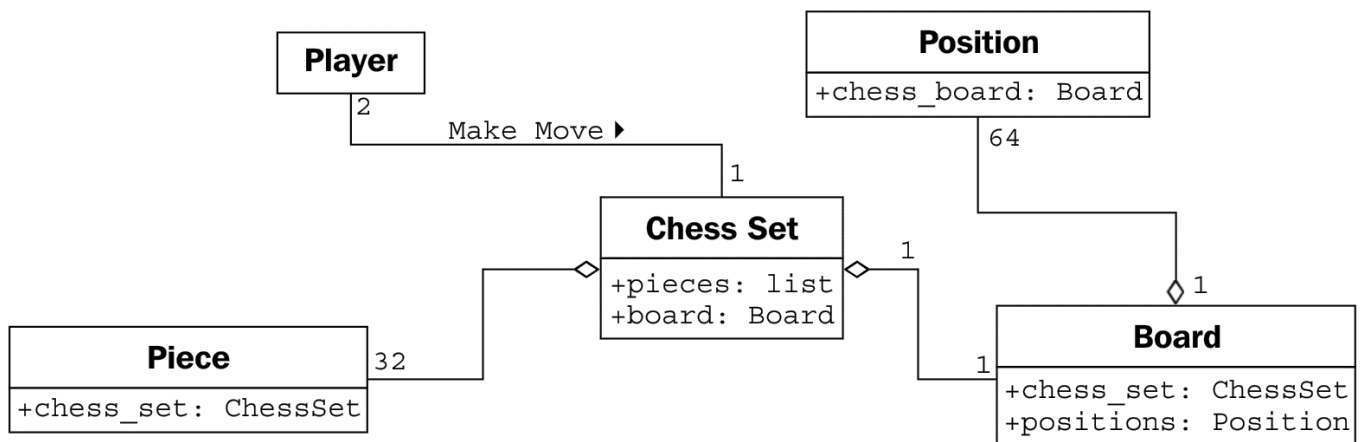 Player
2
Make Move
1
Position
+chess_board: Board
64
Chess Set
+pieces: list
+board: Board
1
1
1
Board
+chess_set: ChessSet
+positions: Position
Piece
+chess_set: ChessSet
32